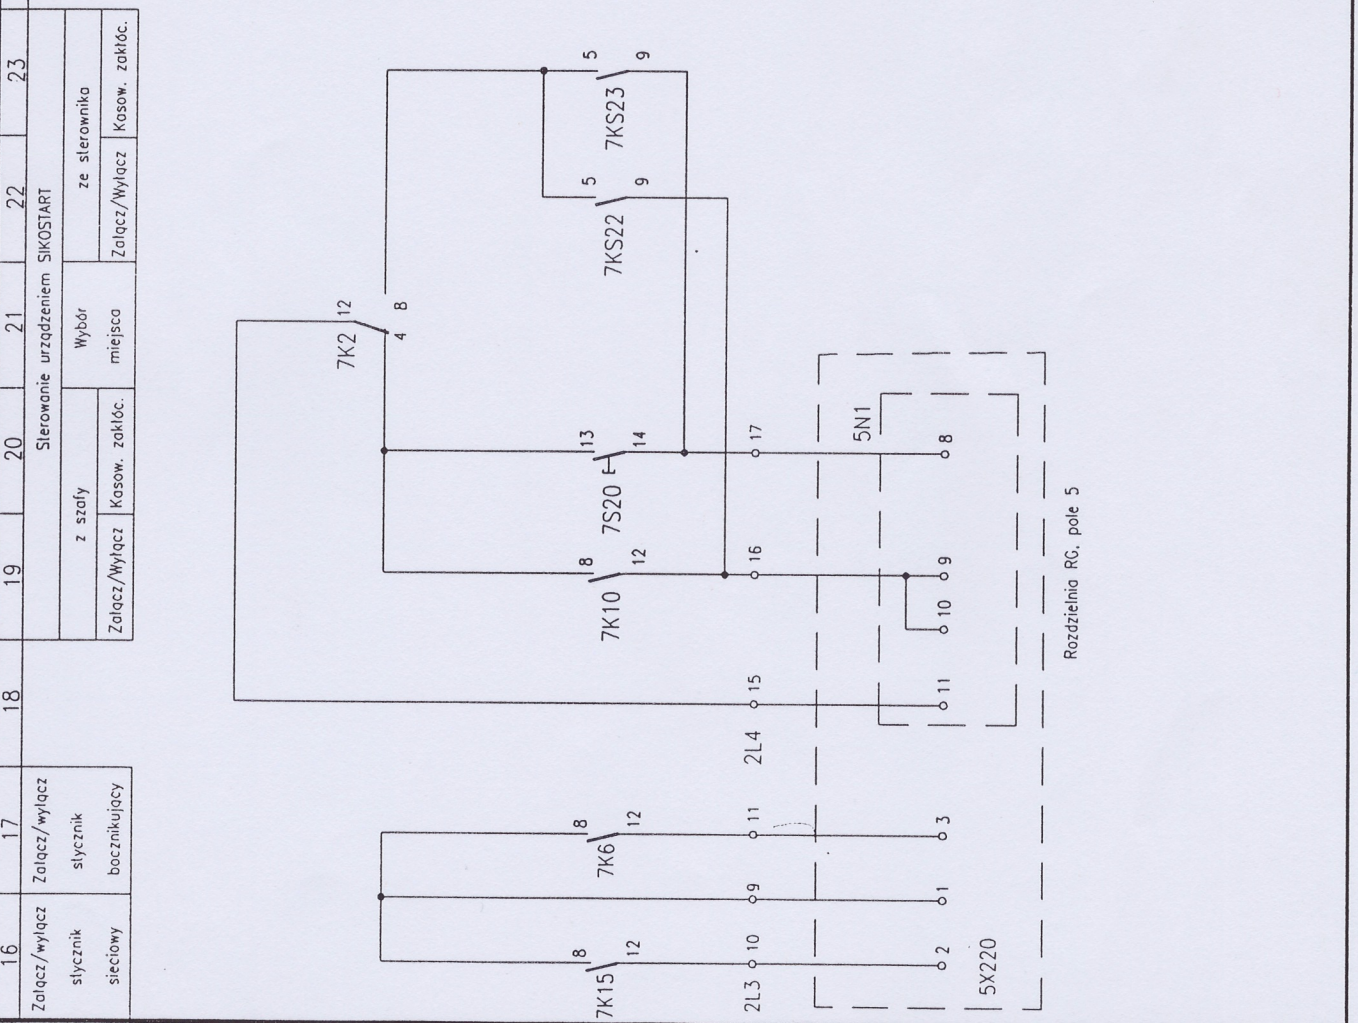 16 17 18 19 20 21 22 23
Załącz/wyłącz
stycznik
sieciowy
Załącz/wyłącz
stycznik
bocznikujący
Sterowanie urządzeniem SIKOSTART
z szafy
Załącz/Wyłącz
Kasow. zakłóc.
Wybór
miejsca
ze sterownika
Załącz/Wyłącz
Kasow. zakłóc.
7K2
12
4
8
7K15
8
12
7K6
8
12
7K10
8
12
7S20
13
14
7KS22
5
9
7KS23
5
9
2L3
10
9
11
2L4
15
16
17
5N1
2
1
3
11
10
9
8
5X220
Rozdzielnia RG, pole 5